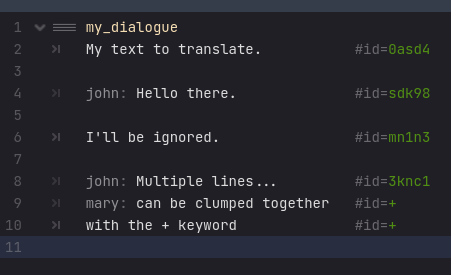 1 my_dialogue
2 My text to translate. #id=0asd4
3
4 john: Hello there. #id=sdk98
5
6 I'll be ignored. #id=mn1n3
7
8 john: Multiple lines... #id=3knc1
9 mary: can be clumped together #id=+
10 with the + keyword #id=+
11